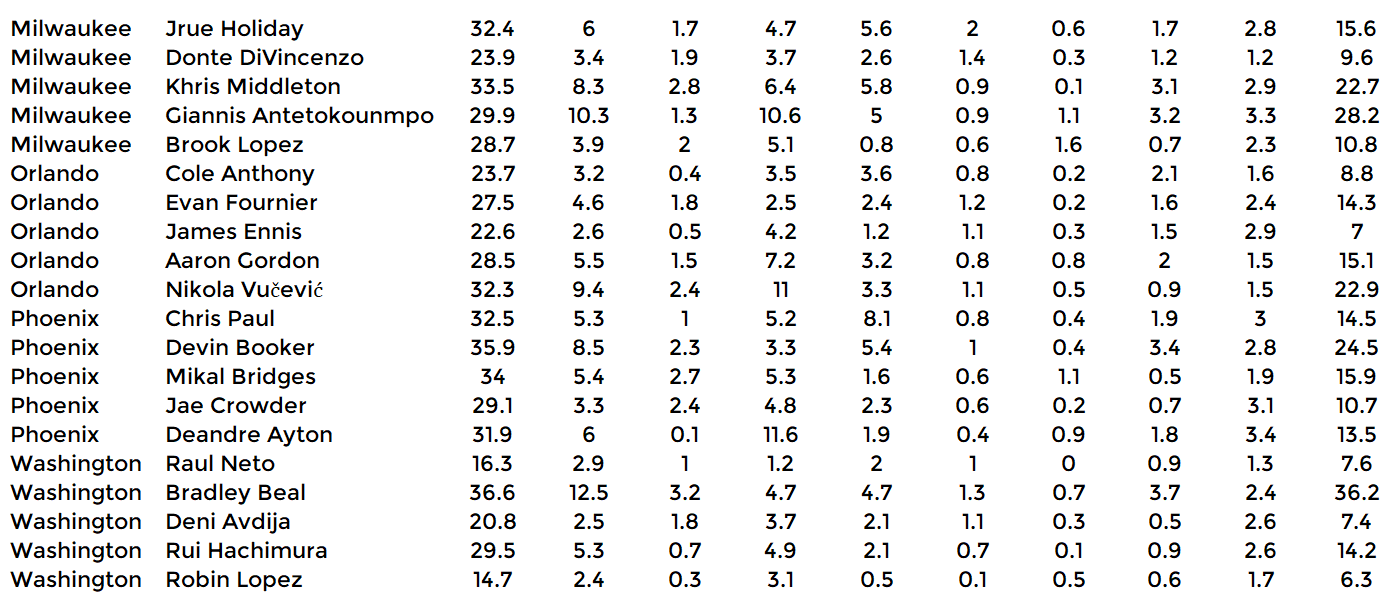 Milwaukee Jrue Holiday 32.4 6 1.7 4.7 5.6 2 0.6 1.7 2.8 15.6
Milwaukee Donte DiVincenzo 23.9 3.4 1.9 3.7 2.6 1.4 0.3 1.2 1.2 9.6
Milwaukee Khris Middleton 33.5 8.3 2.8 6.4 5.8 0.9 0.1 3.1 2.9 22.7
Milwaukee Giannis Antetokounmpo 29.9 10.3 1.3 10.6 5 0.9 1.1 3.2 3.3 28.2
Milwaukee Brook Lopez 28.7 3.9 2 5.1 0.8 0.6 1.6 0.7 2.3 10.8
Orlando Cole Anthony 23.7 3.2 0.4 3.5 3.6 0.8 0.2 2.1 1.6 8.8
Orlando Evan Fournier 27.5 4.6 1.8 2.5 2.4 1.2 0.2 1.6 2.4 14.3
Orlando James Ennis 22.6 2.6 0.5 4.2 1.2 1.1 0.3 1.5 2.9 7
Orlando Aaron Gordon 28.5 5.5 1.5 7.2 3.2 0.8 0.8 2 1.5 15.1
Orlando Nikola Vučević 32.3 9.4 2.4 11 3.3 1.1 0.5 0.9 1.5 22.9
Phoenix Chris Paul 32.5 5.3 1 5.2 8.1 0.8 0.4 1.9 3 14.5
Phoenix Devin Booker 35.9 8.5 2.3 3.3 5.4 1 0.4 3.4 2.8 24.5
Phoenix Mikal Bridges 34 5.4 2.7 5.3 1.6 0.6 1.1 0.5 1.9 15.9
Phoenix Jae Crowder 29.1 3.3 2.4 4.8 2.3 0.6 0.2 0.7 3.1 10.7
Phoenix Deandre Ayton 31.9 6 0.1 11.6 1.9 0.4 0.9 1.8 3.4 13.5
Washington Raul Neto 16.3 2.9 1 1.2 2 1 0 0.9 1.3 7.6
Washington Bradley Beal 36.6 12.5 3.2 4.7 4.7 1.3 0.7 3.7 2.4 36.2
Washington Deni Avdija 20.8 2.5 1.8 3.7 2.1 1.1 0.3 0.5 2.6 7.4
Washington Rui Hachimura 29.5 5.3 0.7 4.9 2.1 0.7 0.1 0.9 2.6 14.2
Washington Robin Lopez 14.7 2.4 0.3 3.1 0.5 0.1 0.5 0.6 1.7 6.3